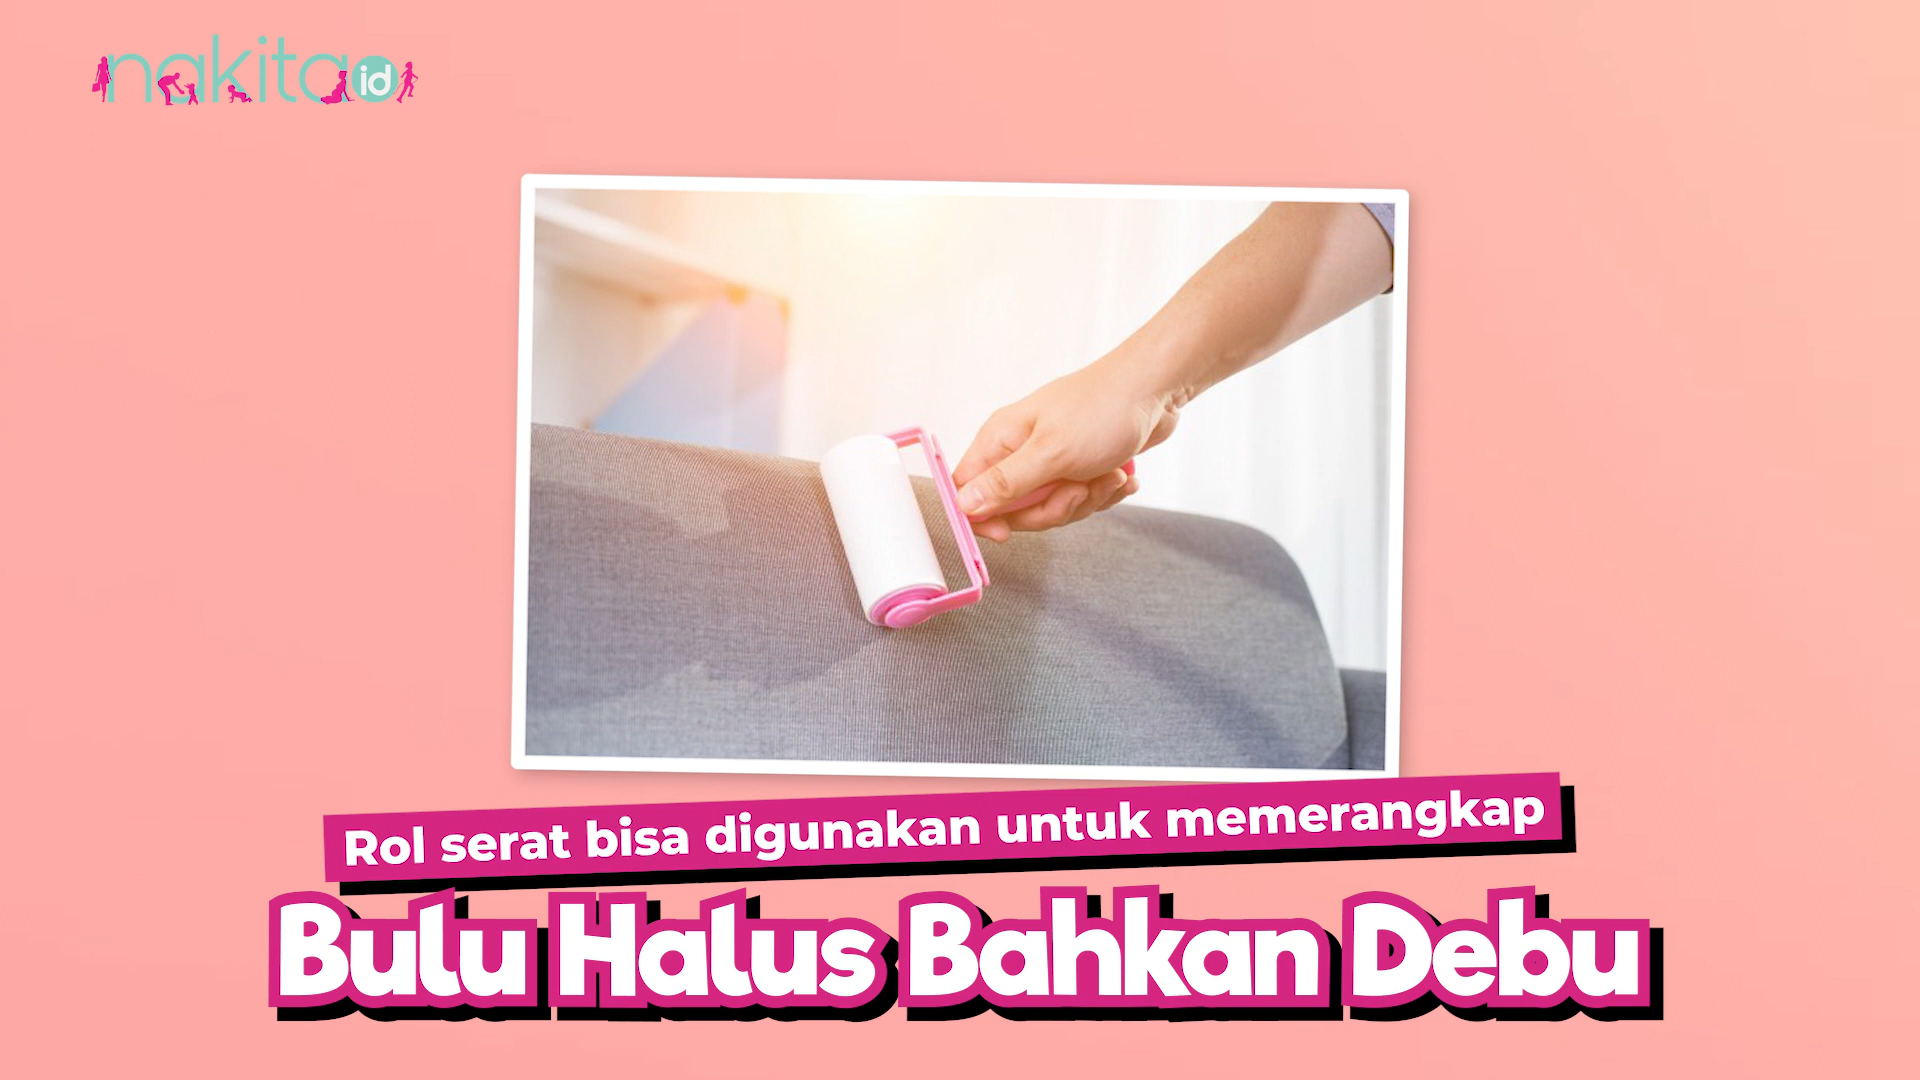 nakita id
Rol serat bisa digunakan untuk memerangkap
Bulu Halus Bahkan Debu